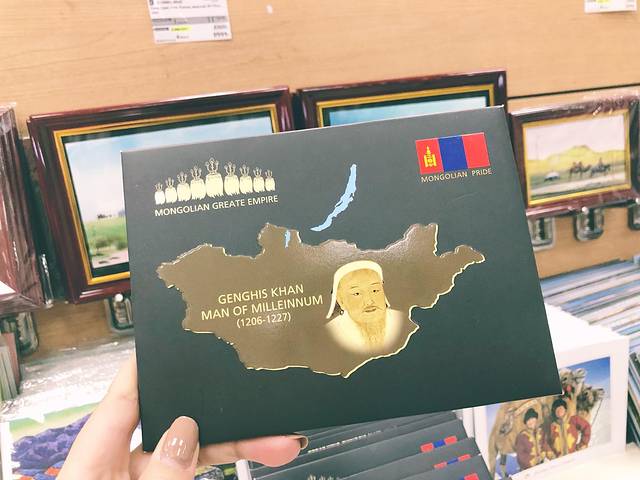 MONGOLIAN GREATE EMPIRE
MONGOLIAN PRIDE
GENGHIS KHAN
MAN OF MILLEINNUM
(1206-1227)